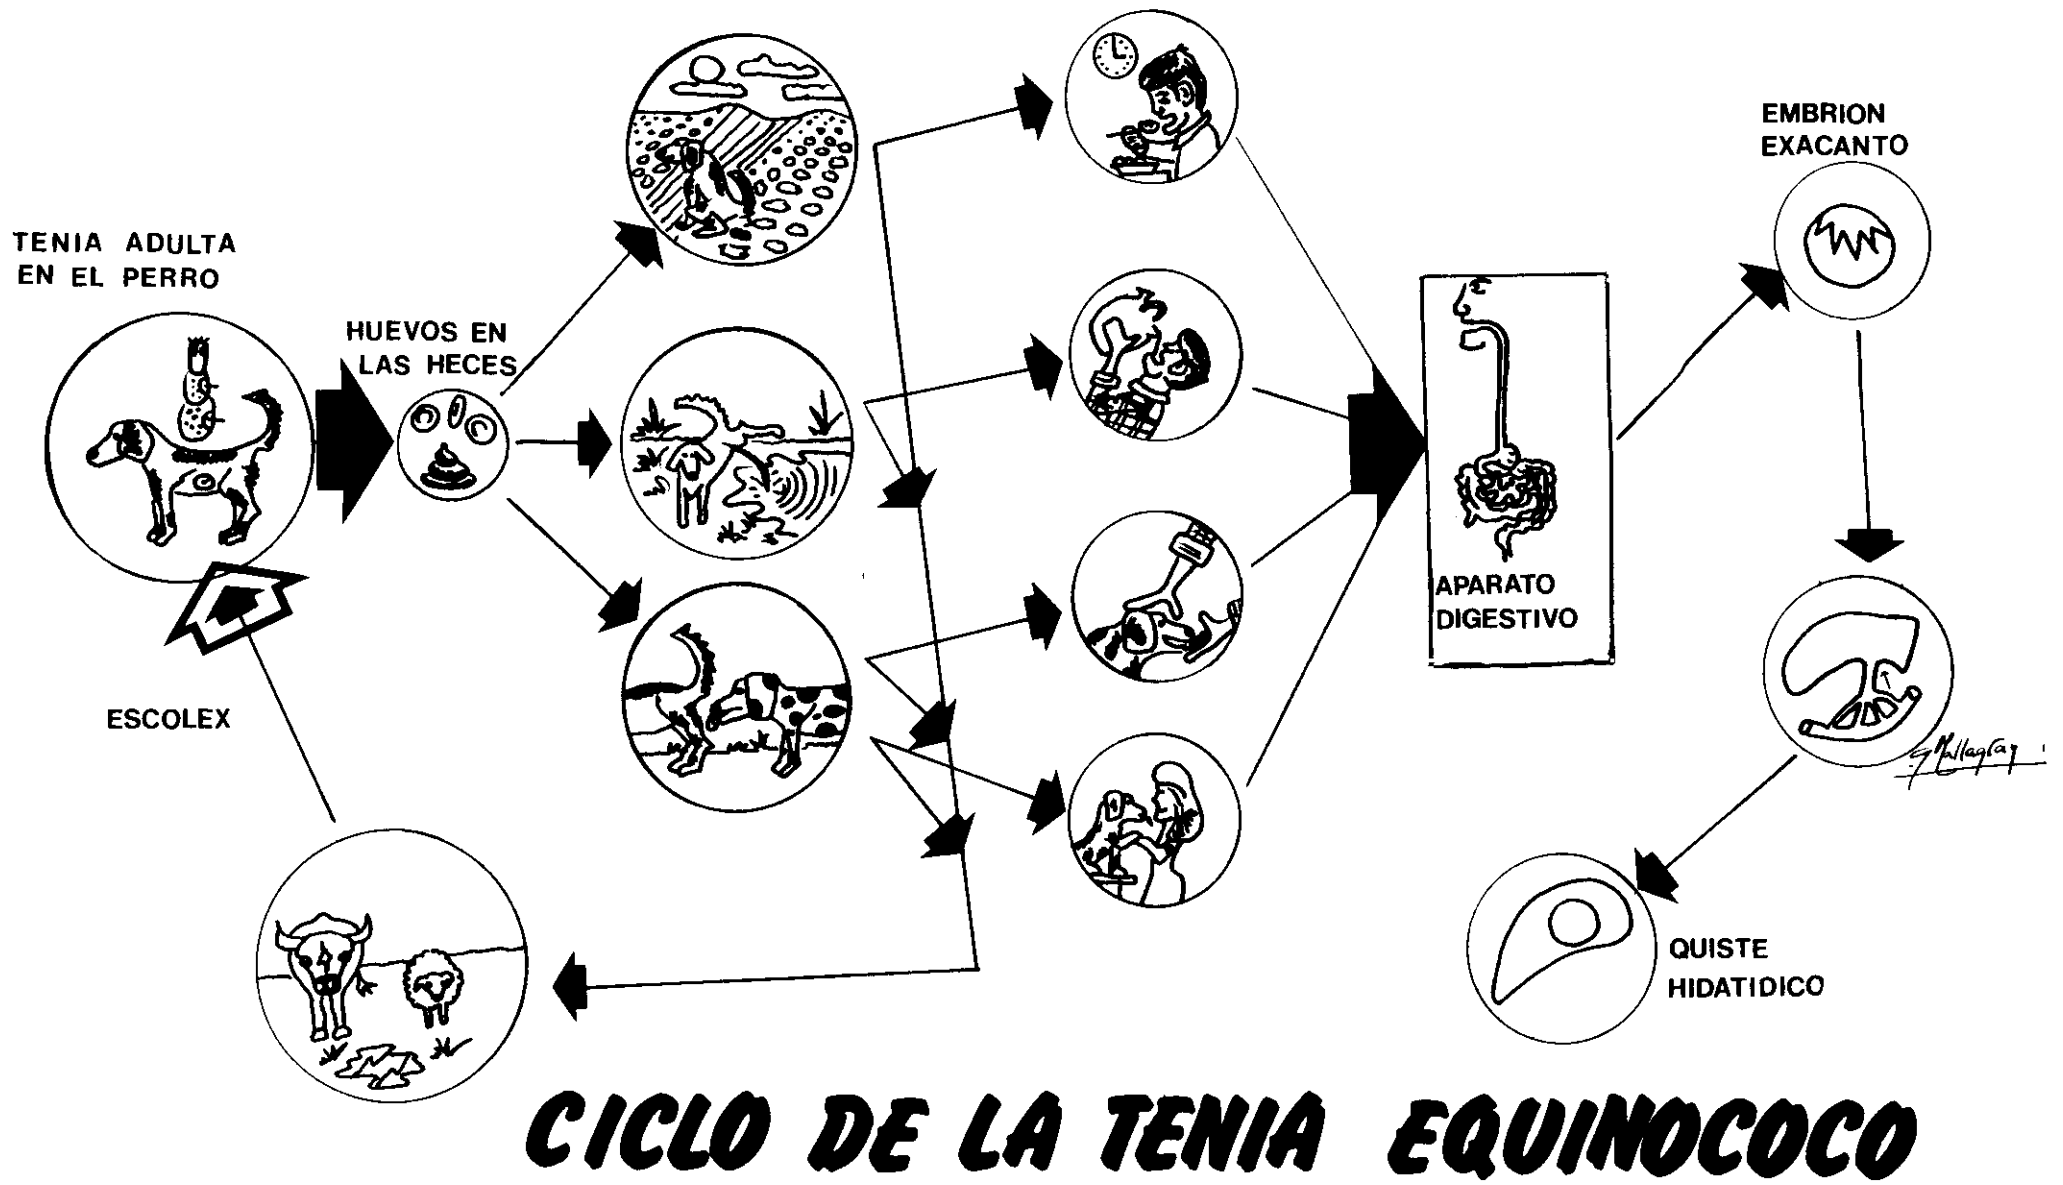 EMBRION
EXACANTO
TENIA ADULTA
EN EL PERRO
HUEVOS EN
LAS HECES
APARATO
DIGESTIVO
ESCOLEX
QUISTE
HIDATIDICO
CICLO DE LA TENIA EQUINOCOCO